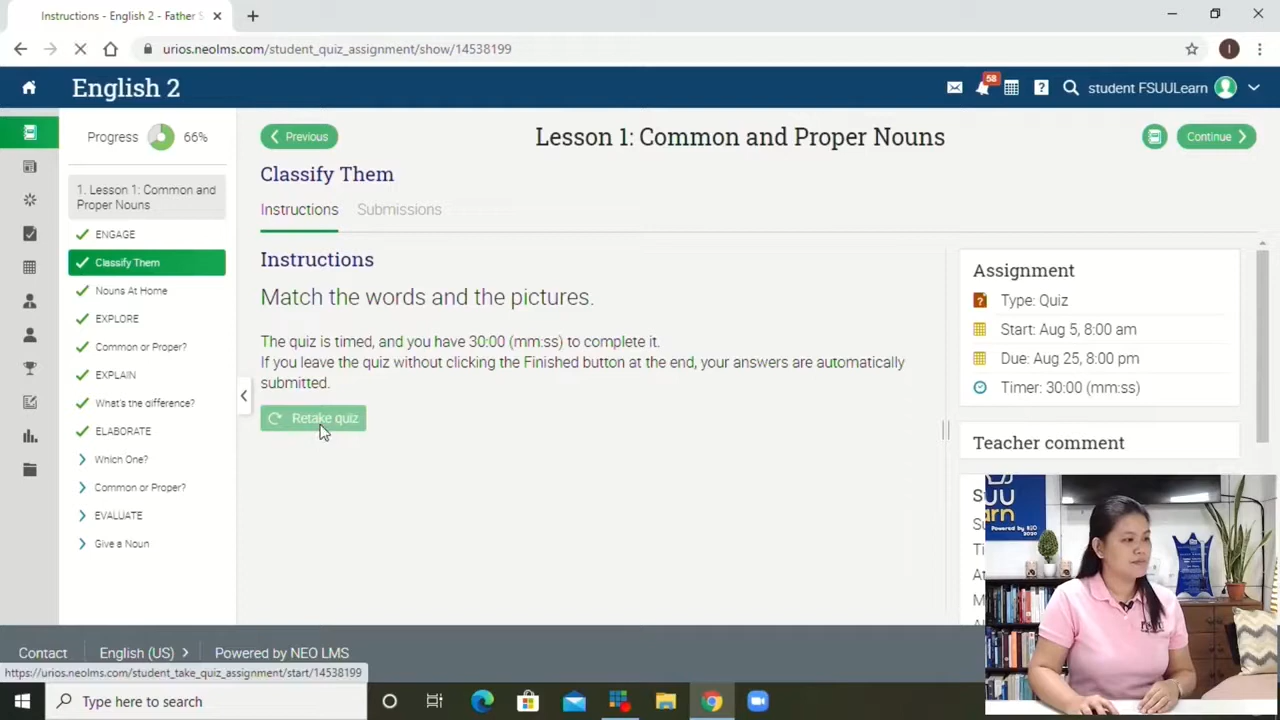 Instructions - English 2 - Father S
urios.neolms.com/student_quiz_assignment/show/14538199
I
English 2
58
student FSUULearn
Progress
66%
Previous
Lesson 1: Common and Proper Nouns
Continue
Classify Them
1. Lesson 1: Common and
Proper Nouns
Instructions
Submissions
ENGAGE
Classify Them
Nouns At Home
EXPLORE
Common or Proper?
EXPLAIN
What's the difference?
ELABORATE
Which One?
Common or Proper?
EVALUATE
Give a Noun
Instructions
Match the words and the pictures.
The quiz is timed, and you have 30:00 (mm:ss) to complete it.
If you leave the quiz without clicking the Finished button at the end, your answers are automatically
submitted.
Retake quiz
Assignment
Type: Quiz
Start: Aug 5, 8:00 am
Due: Aug 25, 8:00 pm
Timer: 30:00 (mm:ss)
Teacher comment
UU
arn
Powered by NEO
2020
Contact
English (US)
Powered by NEO LMS
https://urios.neolms.com/student_take_quiz_assignment/start/14538199
Type here to search